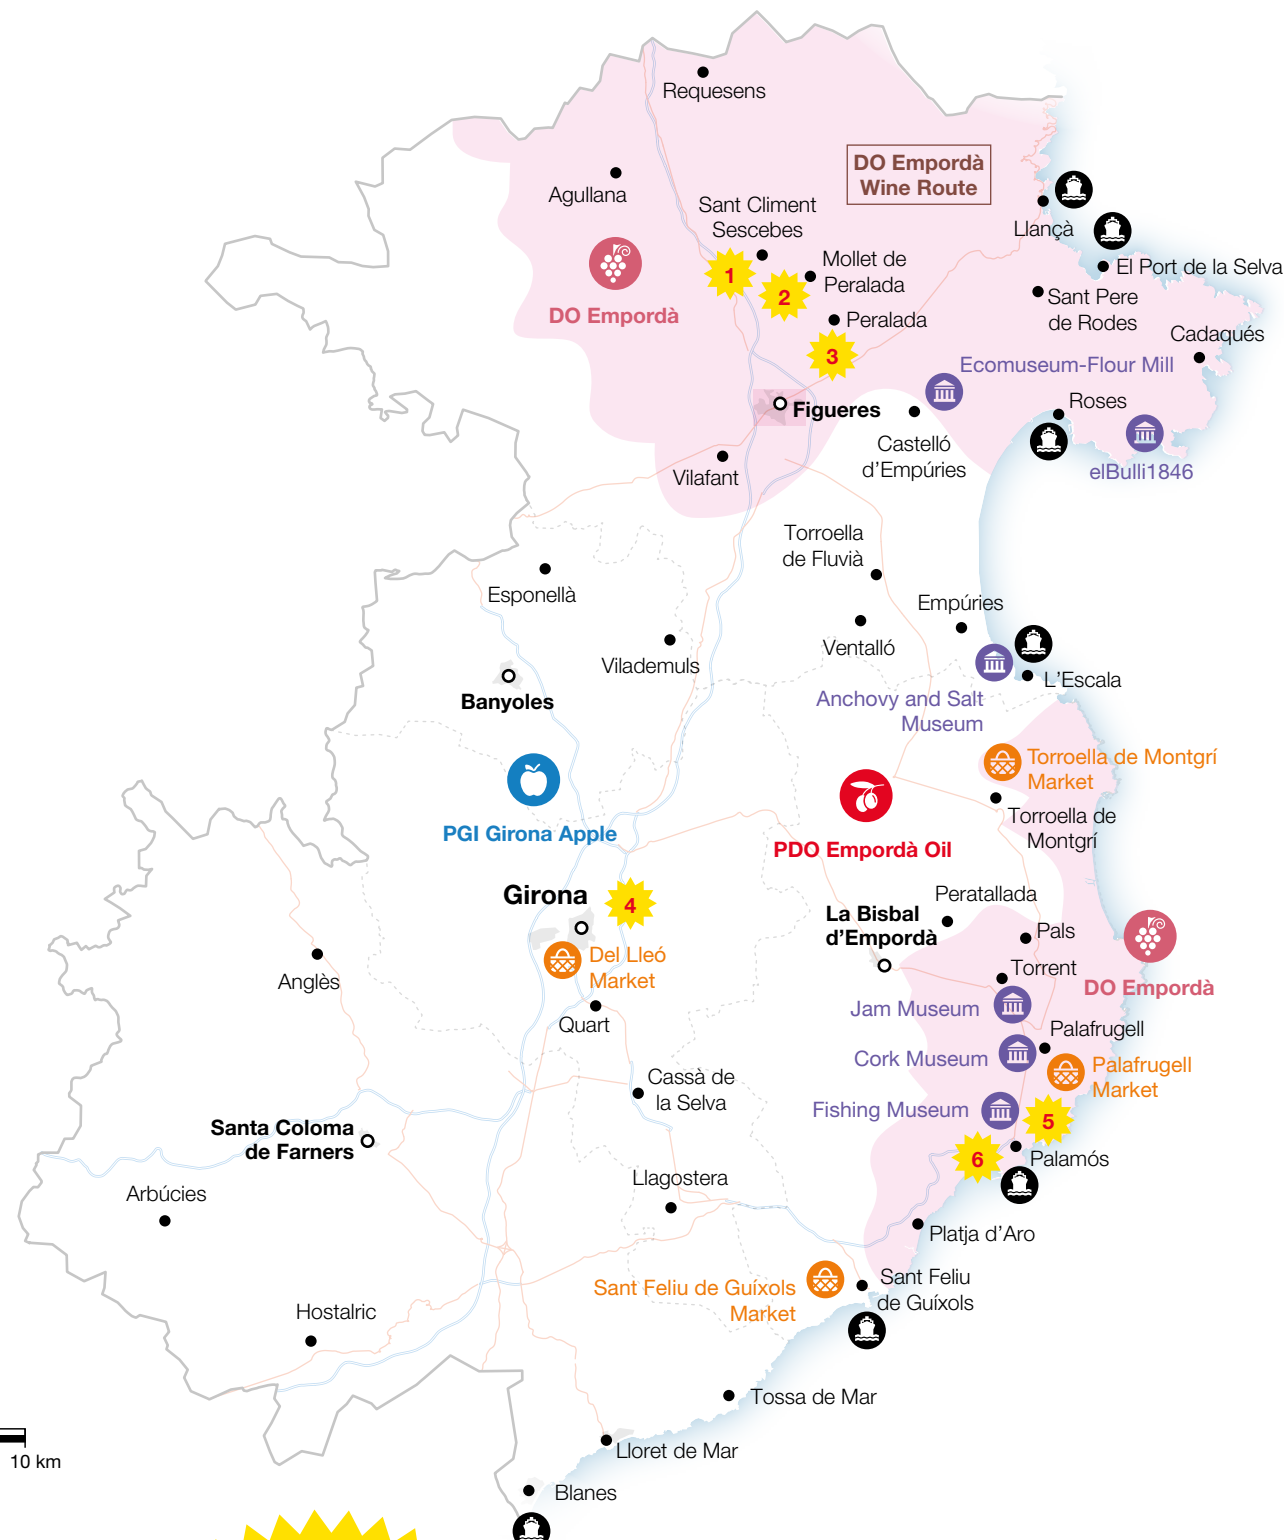 Requesens
DO Empordà
Wine Route
Agullana
Sant Climent
Sescebes
Llançà
Mollet de
Peralada
El Port de la Selva
1
2
Sant Pere
de Rodes
DO Empordà
Peralada
Cadaqués
3
Ecomuseum-Flour Mill
Figueres
Roses
Castelló
d'Empúries
Vilafant
elBulli1846
Torroella
de Fluvià
Esponellà
Empúries
Ventalló
Vilademuls
L'Escala
Banyoles
Anchovy and Salt
Museum
Torroella de Montgrí
Market
Torroella de
Montgrí
PGI Girona Apple
PDO Empordà Oil
Girona
4
Peratallada
La Bisbal
d'Empordà
Pals
Del Lleó
Market
Anglès
Torrent
DO Empordà
Jam Museum
Quart
Palafrugell
Cork Museum
Palafrugell
Market
Cassà de
la Selva
Fishing Museum
5
Santa Coloma
de Farners
6
Palamós
Llagostera
Arbúcies
Platja d'Aro
Sant Feliu de Guíxols
Market
Sant Feliu
de Guíxols
Hostalric
Tossa de Mar
Lloret de Mar
10 km
Blanes